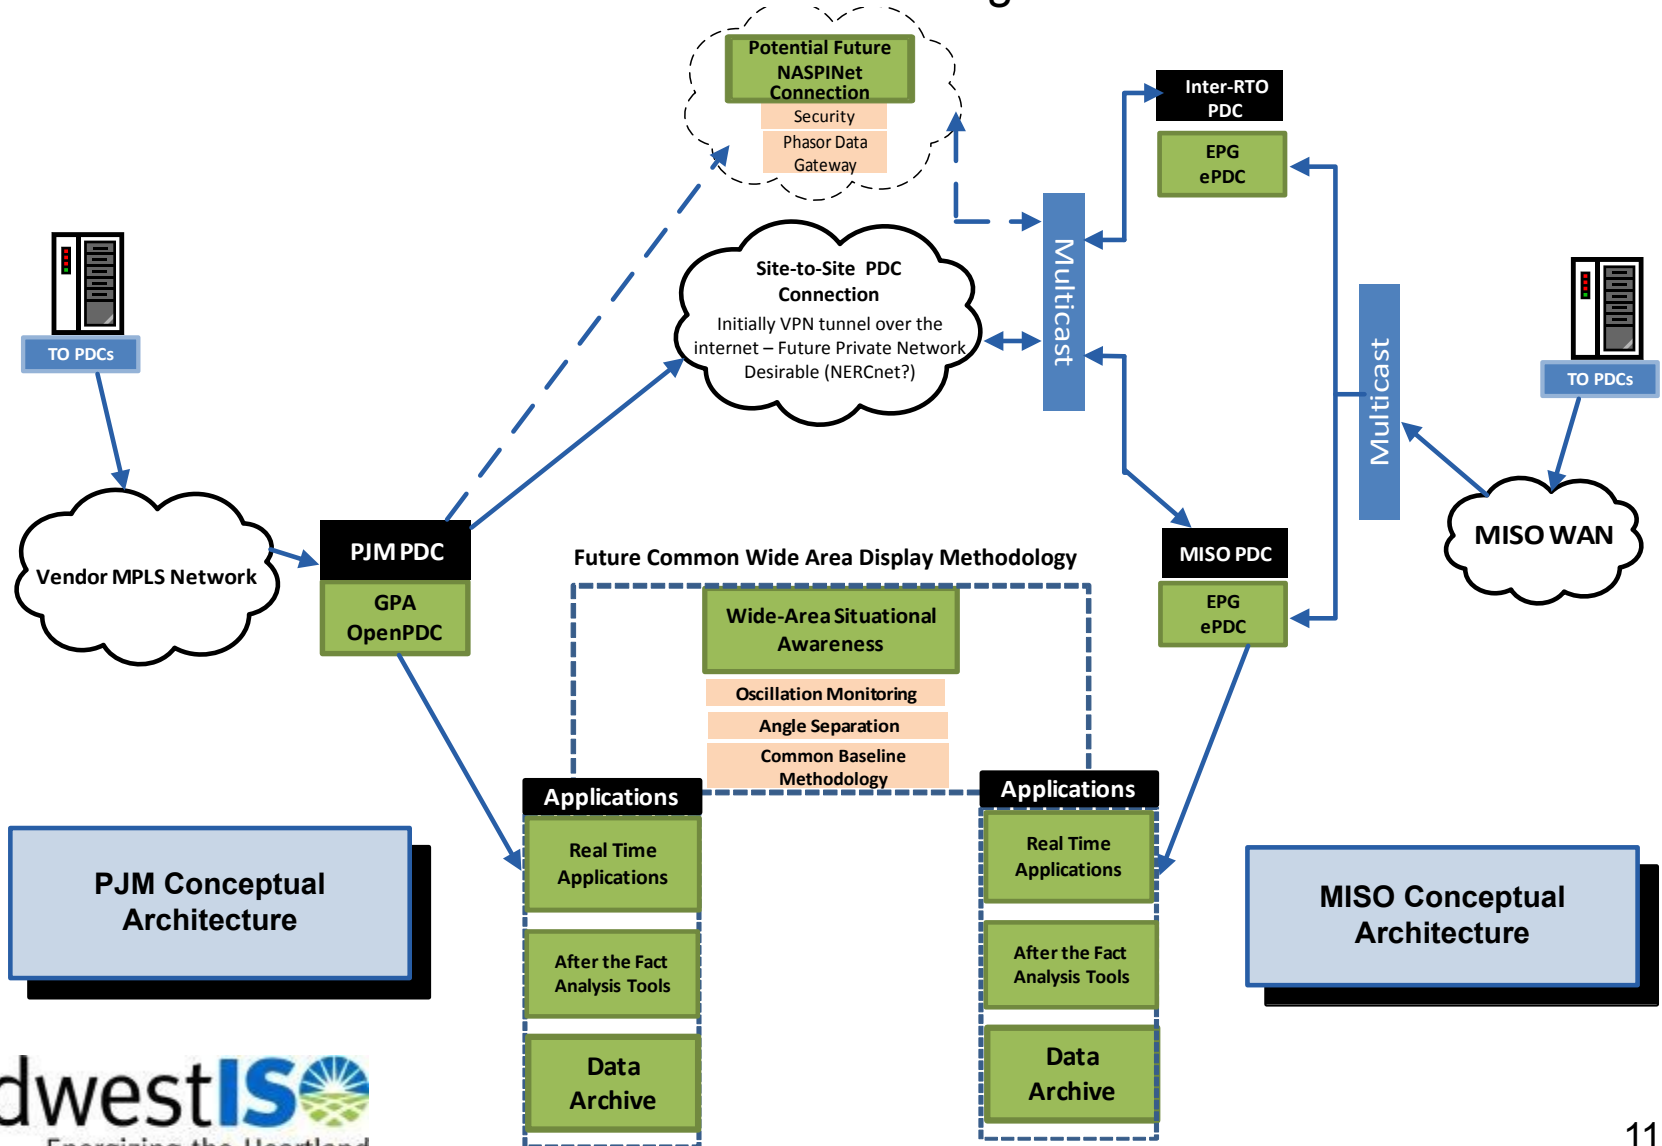 Potential Future
NASPINet
Connection
Security
Phasor Data
Gateway
Inter-RTO
PDC
EPG
ePDC
Multicast
Site-to-Site PDC
Connection
Initially VPN tunnel over the
internet – Future Private Network
Desirable (NERCnet?)
TO PDCs
Multicast
TO PDCs
Vendor MPLS Network
PJM PDC
GPA
OpenPDC
MISO PDC
EPG
ePDC
MISO WAN
Future Common Wide Area Display Methodology
Wide-Area Situational
Awareness
Oscillation Monitoring
Angle Separation
Common Baseline
Methodology
Applications
Real Time
Applications
After the Fact
Analysis Tools
Data
Archive
Applications
Real Time
Applications
After the Fact
Analysis Tools
Data
Archive
PJM Conceptual
Architecture
MISO Conceptual
Architecture
dwestISO
Energizing the Heartland
11